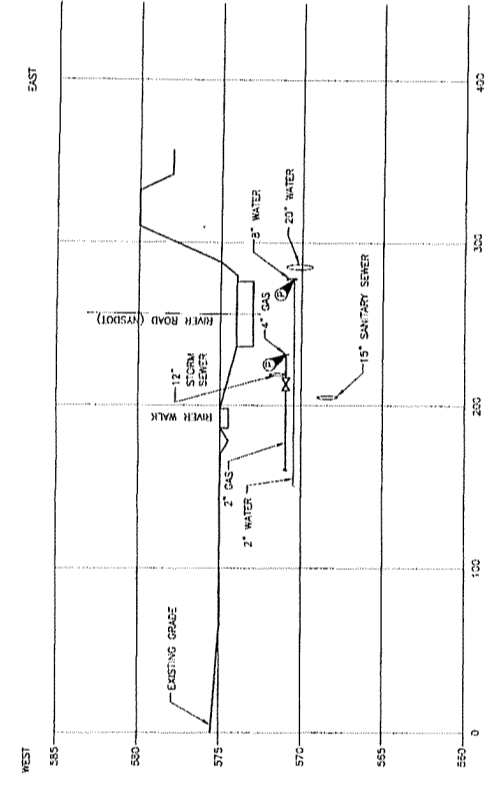 WEST
EAST
585
580
575
570
565
560
0
100
200
300
400
EXISTING GRADE
RIVER WALK
RIVER ROAD (NYSDOT)
12"
STORM
SEWER
2" GAS
2" WATER
4" GAS
8" WATER
20" WATER
15" SANITARY SEWER
P
P